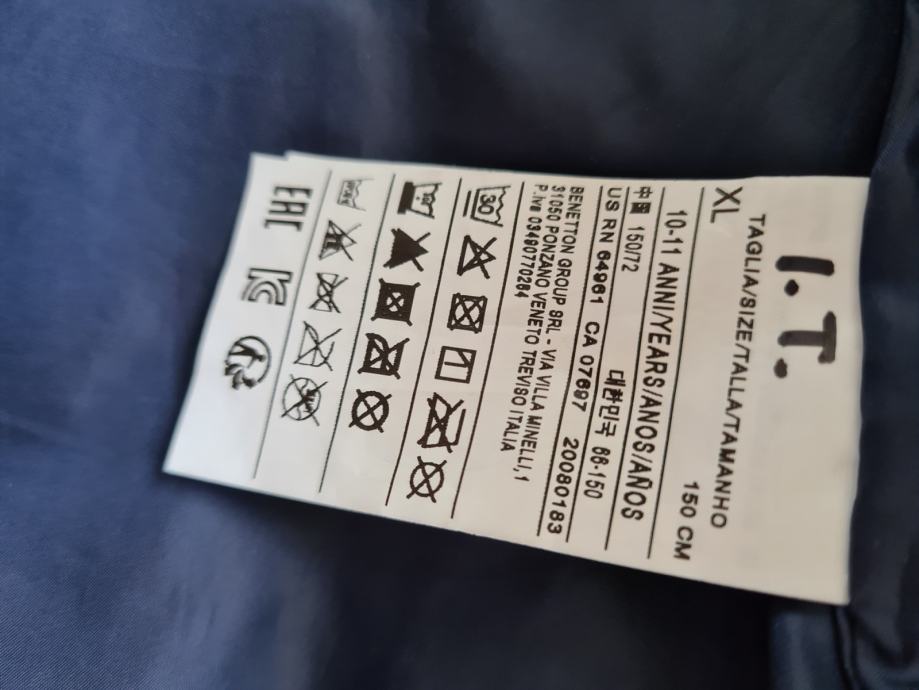 I. T.
TAGLIA/SIZE/TALLA/TAMANHO
XL 150 CM
10-11 ANNI/YEARS/ANOS/AÑOS
中国 150/72 대한민국 66-150
US RN 64961 CA 07697 20080183
BENETTON GROUP SRL - VIA VILLA MINELLI, 1
31050 PONZANO VENETO TREVISO ITALIA
P.Iva 03490770264
30
EAC